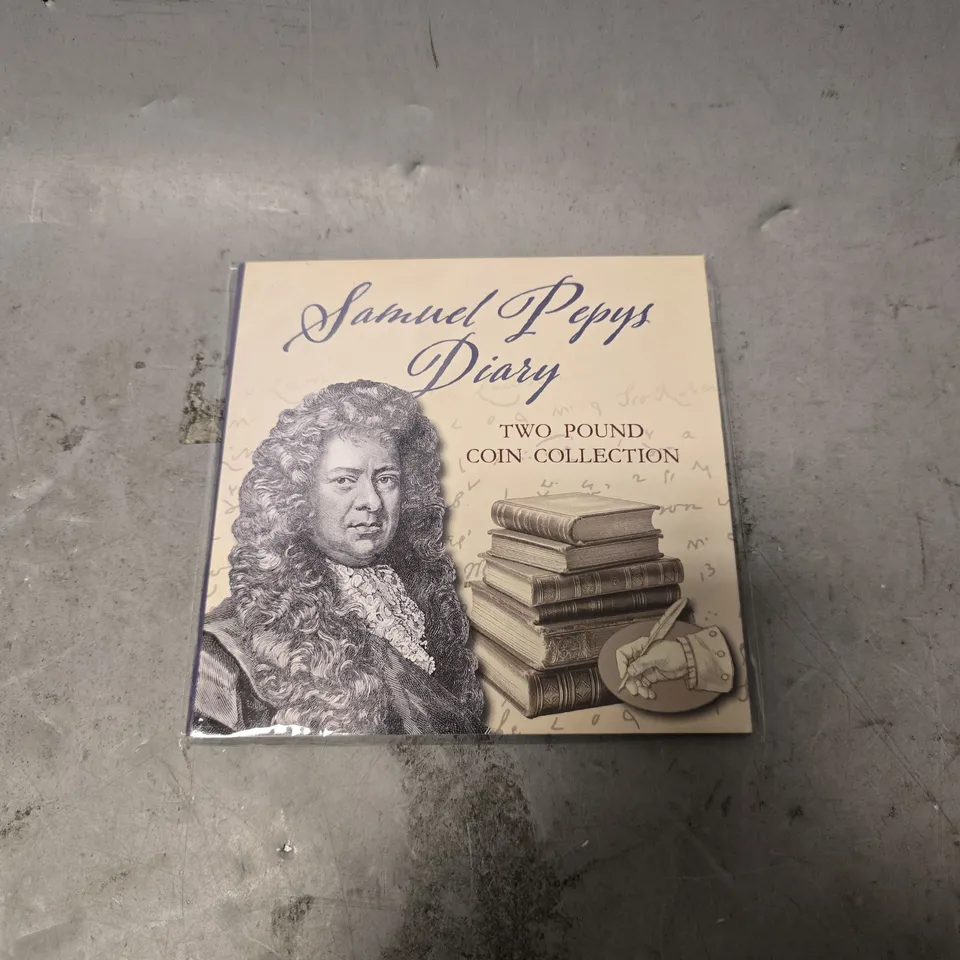 Samuel Pepys
Diary
TWO POUND
COIN COLLECTION